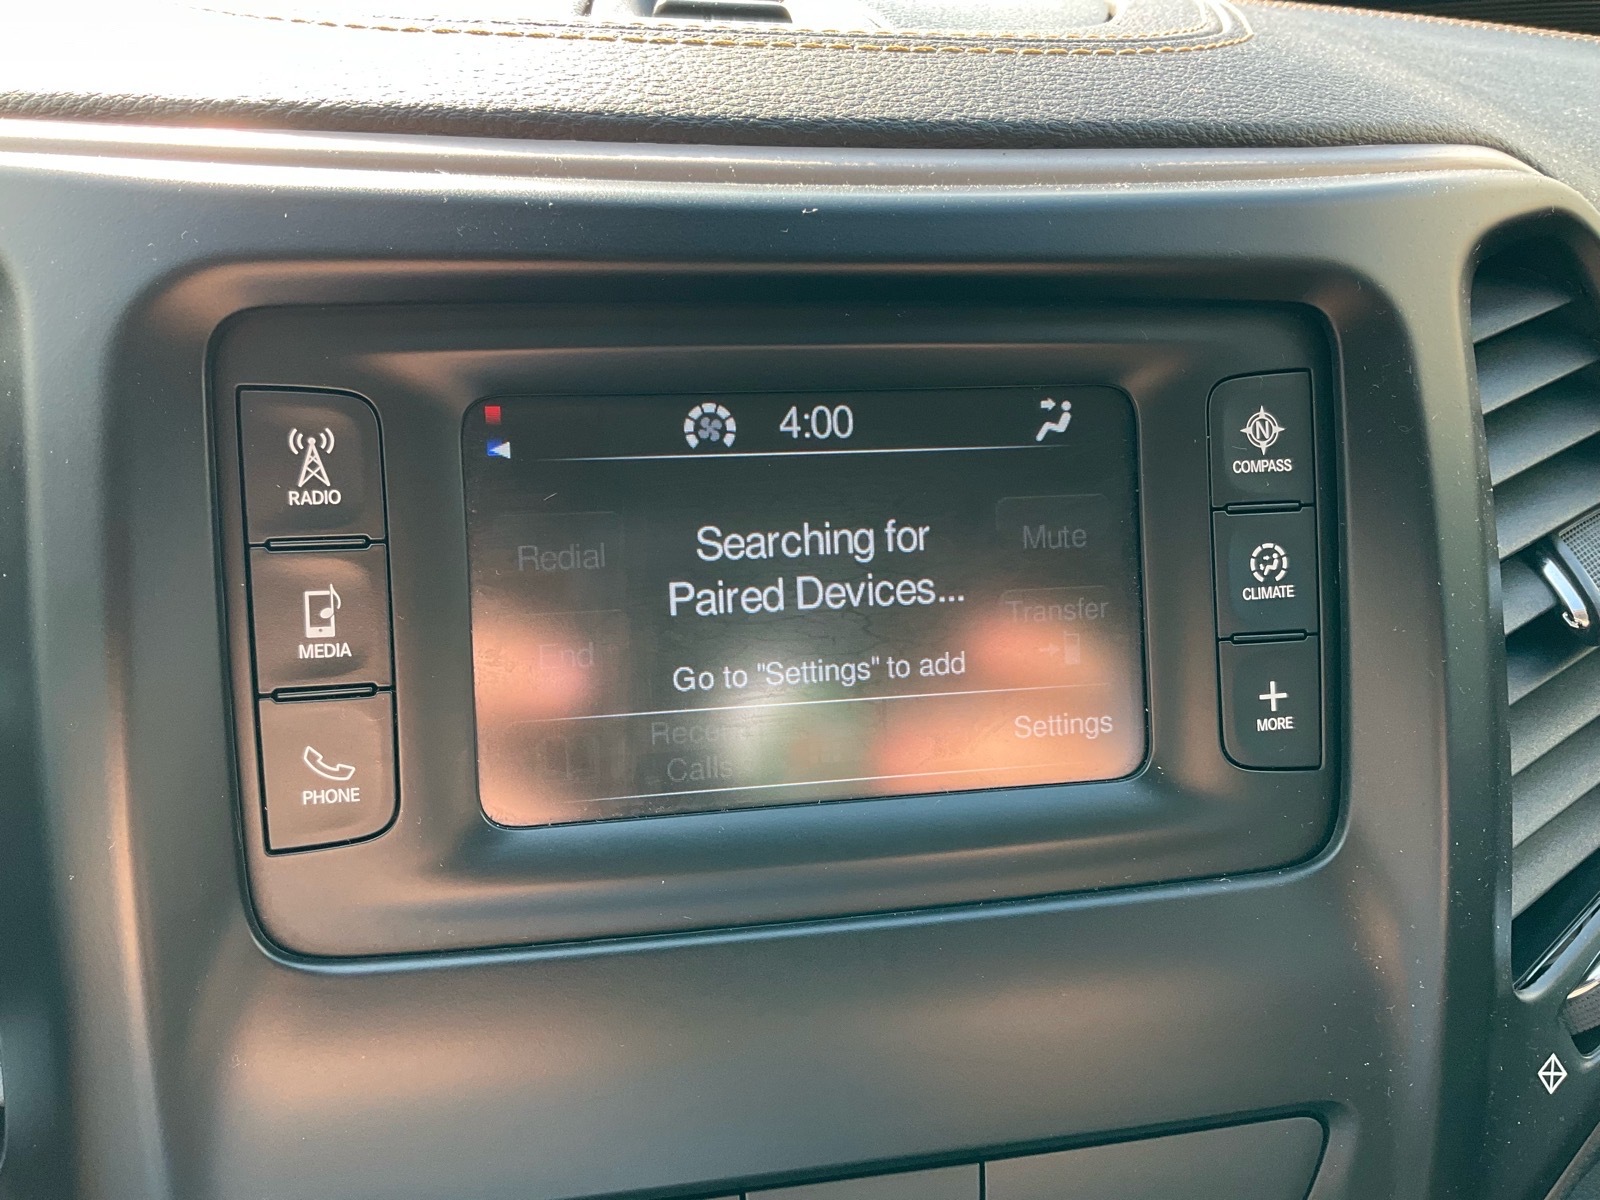 RADIO
MEDIA
PHONE
4:00
Redial
Searching for
Paired Devices...
Mute
End
Transfer
Go to "Settings" to add
Recent
Calls
Settings
N
COMPASS
CLIMATE
MORE